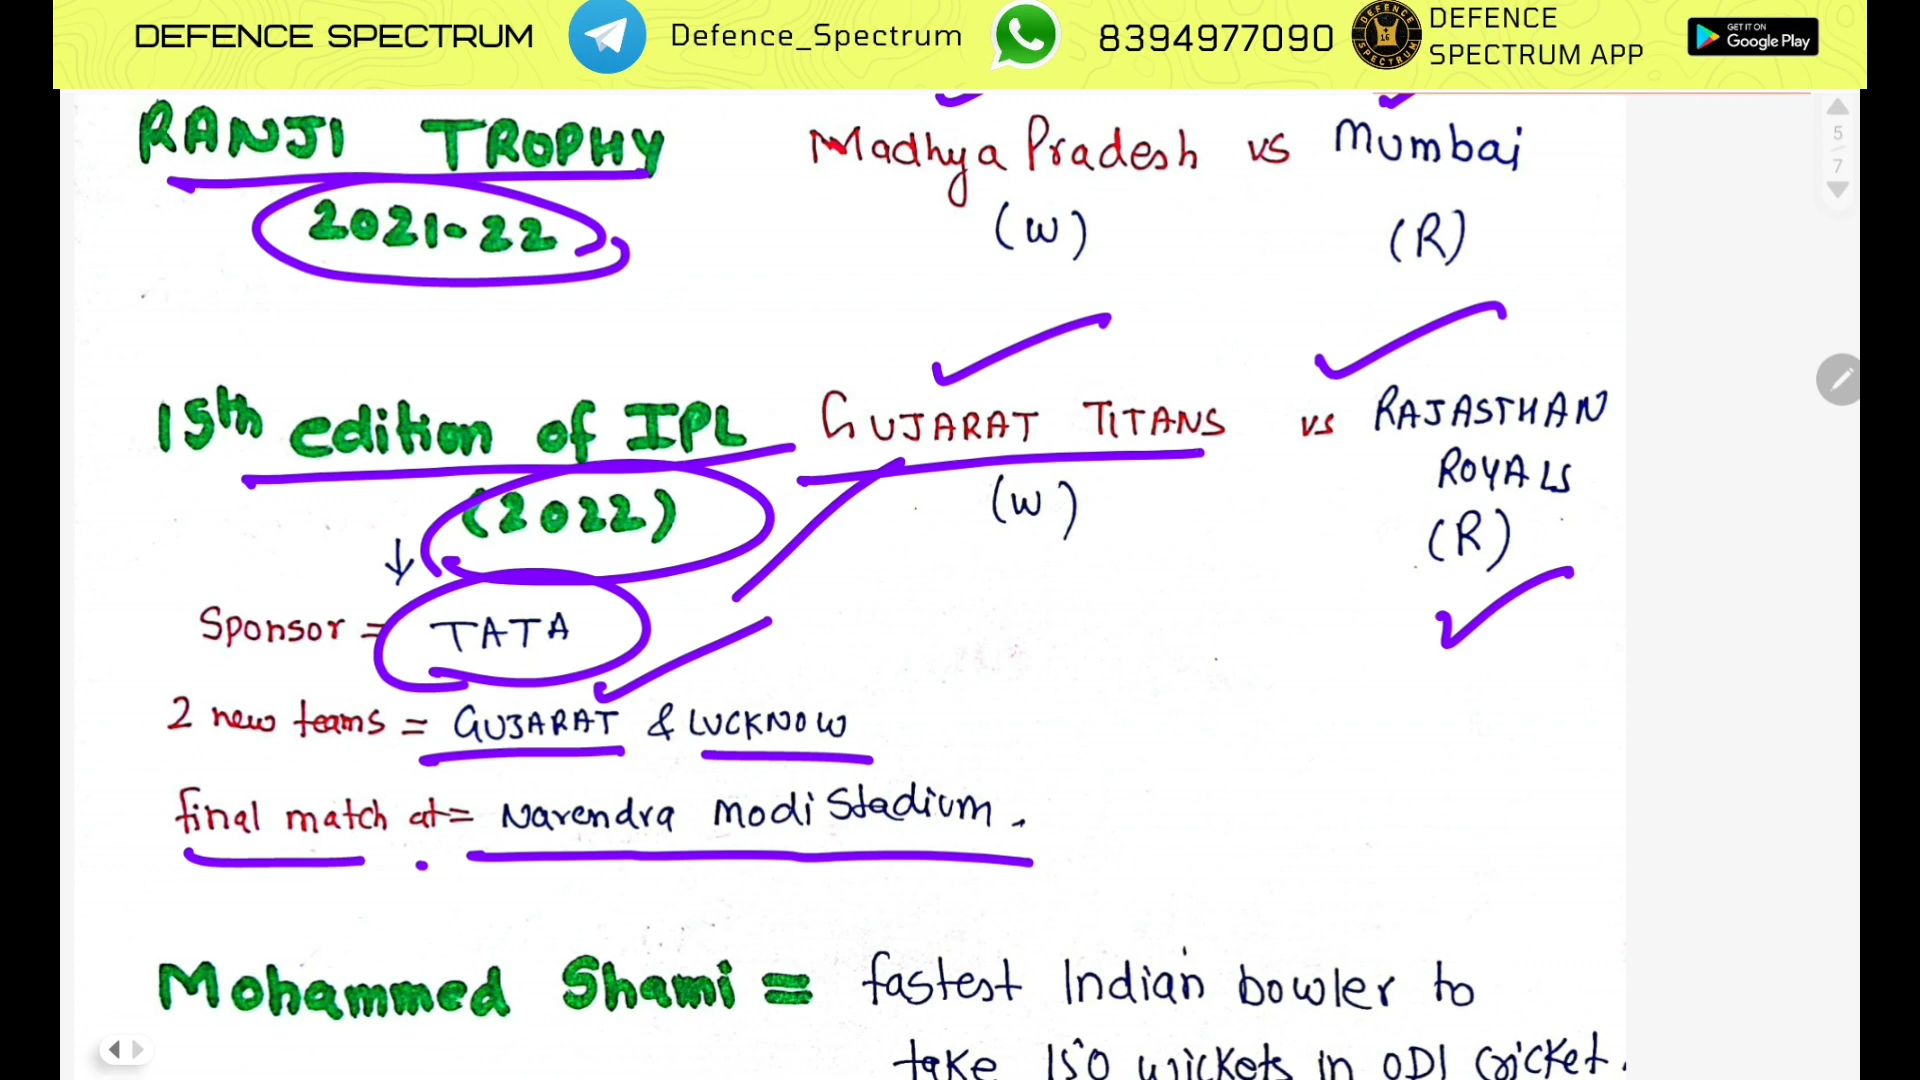 DEFENCE SPECTRUM Defence_Spectrum 8394977090 DEFENCE SPECTRUM APP GET IT ON Google Play
RANJI TROPHY Madhya Pradesh vs Mumbai
2021-22 (W) (R)
5
7
15th edition of IPL GUJARAT TITANS vs RAJASTHAN ROYALS
(2022) (W) (R)
Sponsor = TATA
2 new teams = GUJARAT & LUCKNOW
final match at = Narendra Modi Stadium.
Mohammed Shami = fastest Indian bowler to
take 150 wickets in ODI cricket.